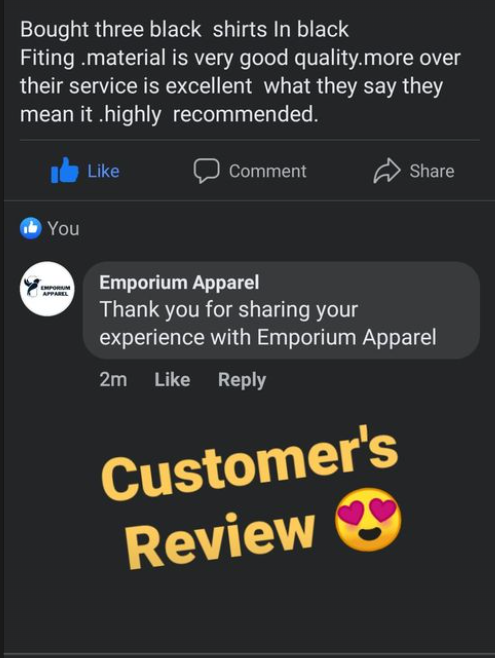 Bought three black  shirts In black
Fiting .material is very good quality.more over
their service is excellent  what they say they
mean it .highly  recommended.
Like
Comment
Share
You
EMPORIUM
APPAREL
Emporium Apparel
Thank you for sharing your
experience with Emporium Apparel
2m
Like
Reply
Customer's
Review